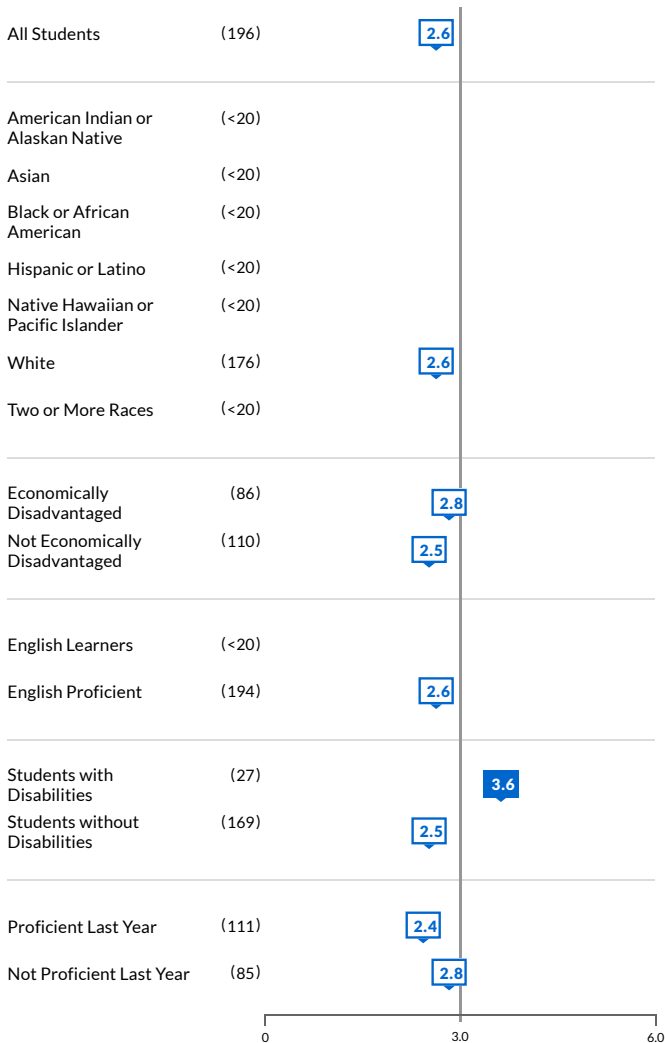 All Students (196) 2.6
American Indian or (<20)
Alaskan Native
Asian (<20)
Black or African (<20)
American
Hispanic or Latino (<20)
Native Hawaiian or (<20)
Pacific Islander
White (176) 2.6
Two or More Races (<20)
Economically (86) 2.8
Disadvantaged
Not Economically (110) 2.5
Disadvantaged
English Learners (<20)
English Proficient (194) 2.6
Students with (27) 3.6
Disabilities
Students without (169) 2.5
Disabilities
Proficient Last Year (111) 2.4
Not Proficient Last Year (85) 2.8
0 3.0 6.0